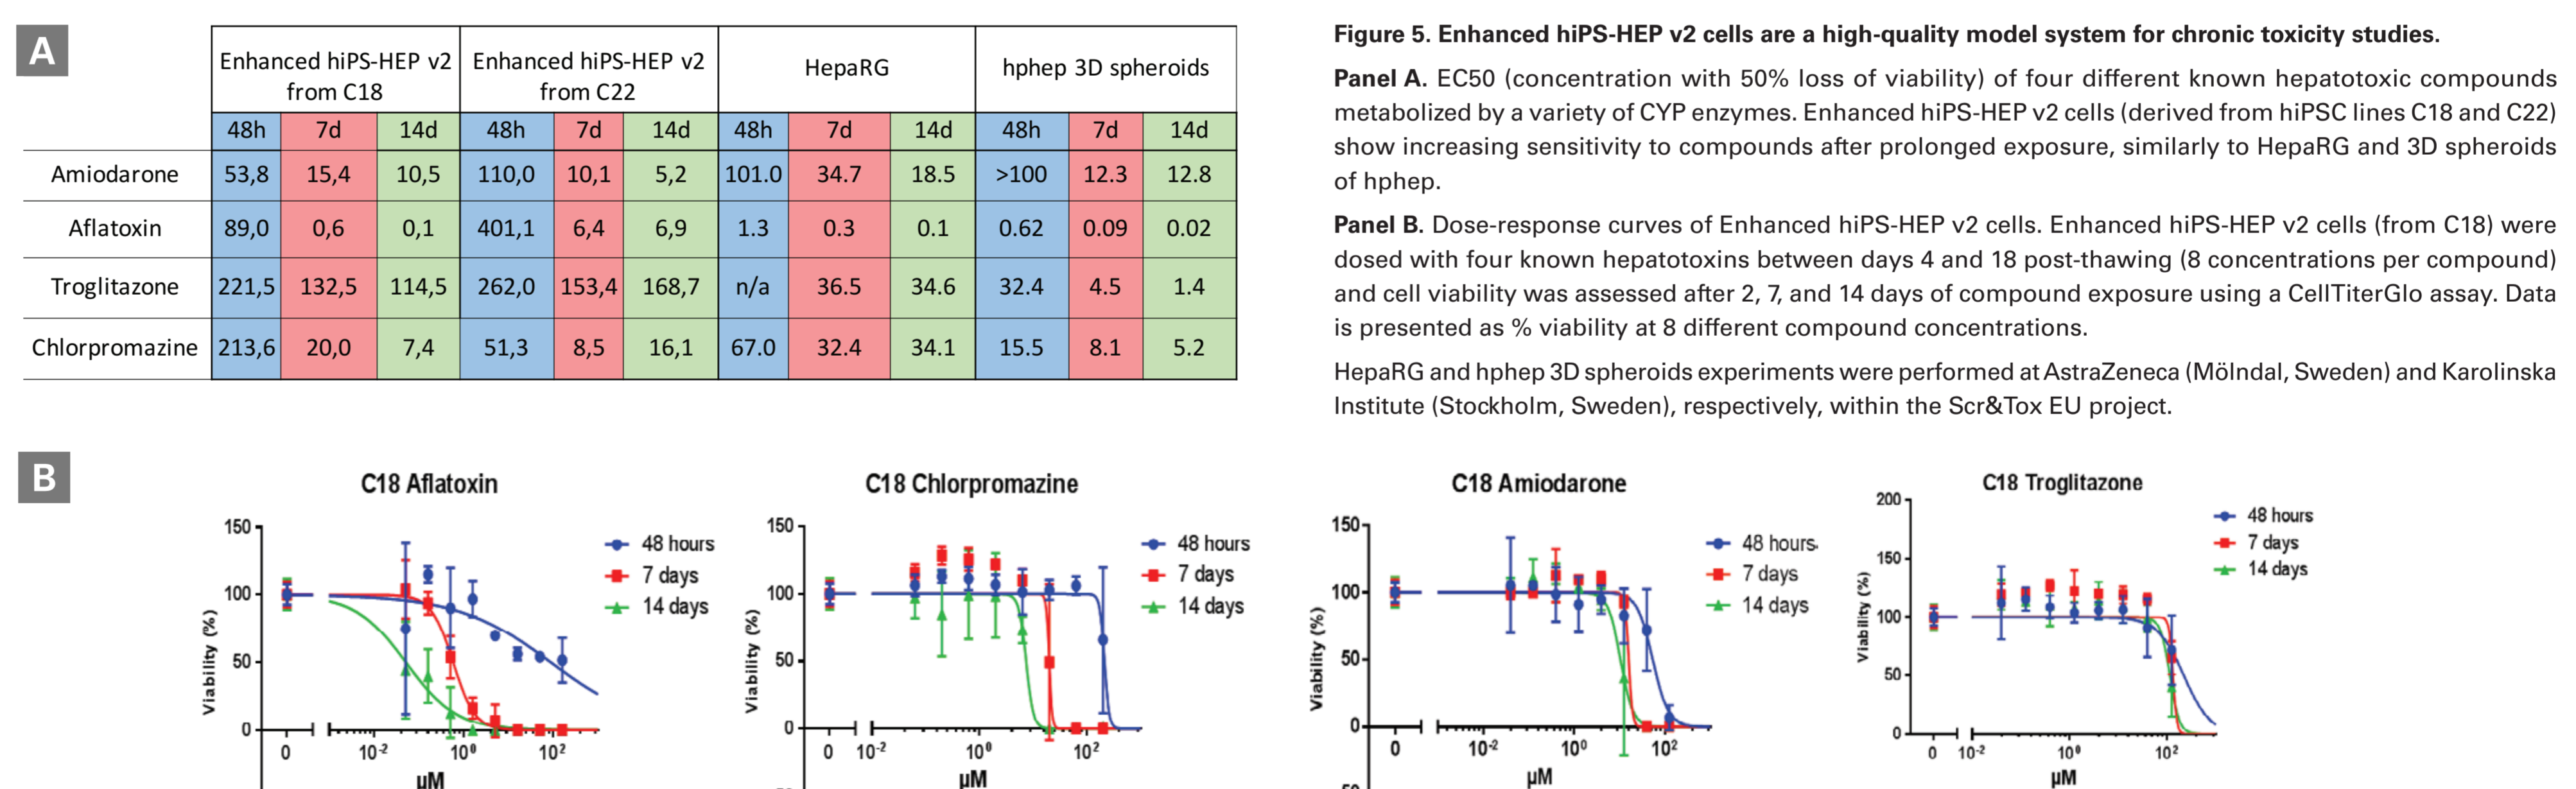 A
Enhanced hiPS-HEP v2 from C18 Enhanced hiPS-HEP v2 from C22 HepaRG hphep 3D spheroids
48h 7d 14d 48h 7d 14d 48h 7d 14d 48h 7d 14d
Amiodarone 53,8 15,4 10,5 110,0 10,1 5,2 101.0 34.7 18.5 >100 12.3 12.8
Aflatoxin 89,0 0,6 0,1 401,1 6,4 6,9 1.3 0.3 0.1 0.62 0.09 0.02
Troglitazone 221,5 132,5 114,5 262,0 153,4 168,7 n/a 36.5 34.6 32.4 4.5 1.4
Chlorpromazine 213,6 20,0 7,4 51,3 8,5 16,1 67.0 32.4 34.1 15.5 8.1 5.2
Figure 5. Enhanced hiPS-HEP v2 cells are a high-quality model system for chronic toxicity studies.
Panel A. EC50 (concentration with 50% loss of viability) of four different known hepatotoxic compounds
metabolized by a variety of CYP enzymes. Enhanced hiPS-HEP v2 cells (derived from hiPSC lines C18 and C22)
show increasing sensitivity to compounds after prolonged exposure, similarly to HepaRG and 3D spheroids
of hphep.
Panel B. Dose-response curves of Enhanced hiPS-HEP v2 cells. Enhanced hiPS-HEP v2 cells (from C18) were
dosed with four known hepatotoxins between days 4 and 18 post-thawing (8 concentrations per compound)
and cell viability was assessed after 2, 7, and 14 days of compound exposure using a CellTiterGlo assay. Data
is presented as % viability at 8 different compound concentrations.
HepaRG and hphep 3D spheroids experiments were performed at AstraZeneca (Mölndal, Sweden) and Karolinska
Institute (Stockholm, Sweden), respectively, within the Scr&Tox EU project.
B
C18 Aflatoxin
150
100
50
0
Viability (%)
0 10-2 100 102
µM
48 hours
7 days
14 days
C18 Chlorpromazine
150
100
50
0
Viability (%)
0 10-2 100 102
µM
48 hours
7 days
14 days
C18 Amiodarone
150
100
50
0
Viability (%)
0 10-2 100 102
µM
48 hours
7 days
14 days
C18 Troglitazone
200
150
100
50
0
Viability (%)
0 10-2 100 102
µM
48 hours
7 days
14 days